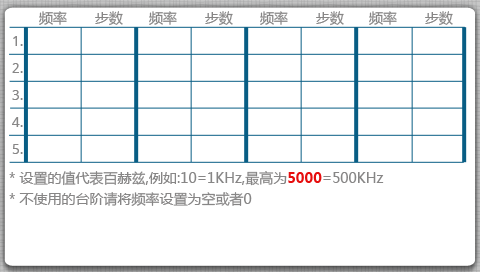 频率 步数 频率 步数 频率 步数 频率 步数
1.
2.
3.
4.
5.
* 设置的值代表百赫兹,例如:10=1KHz,最高为5000=500KHz
* 不使用的台阶请将频率设置为空或者0